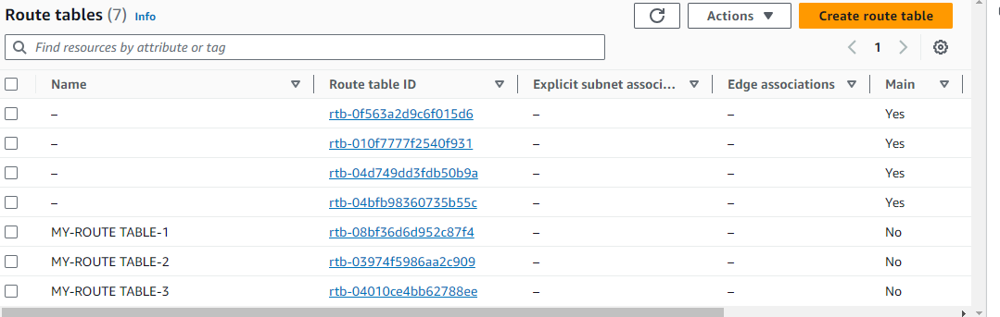 Route tables (7) Info Actions Create route table
Find resources by attribute or tag 1
Name Route table ID Explicit subnet associ... Edge associations Main
– rtb-0f563a2d9c6f015d6 – – Yes
– rtb-010f7777f2540f931 – – Yes
– rtb-04d749dd3fdb50b9a – – Yes
– rtb-04bfb98360735b55c – – Yes
MY-ROUTE TABLE-1 rtb-08bf36d6d952c87f4 – – No
MY-ROUTE TABLE-2 rtb-03974f5986aa2c909 – – No
MY-ROUTE TABLE-3 rtb-04010ce4bb62788ee – – No